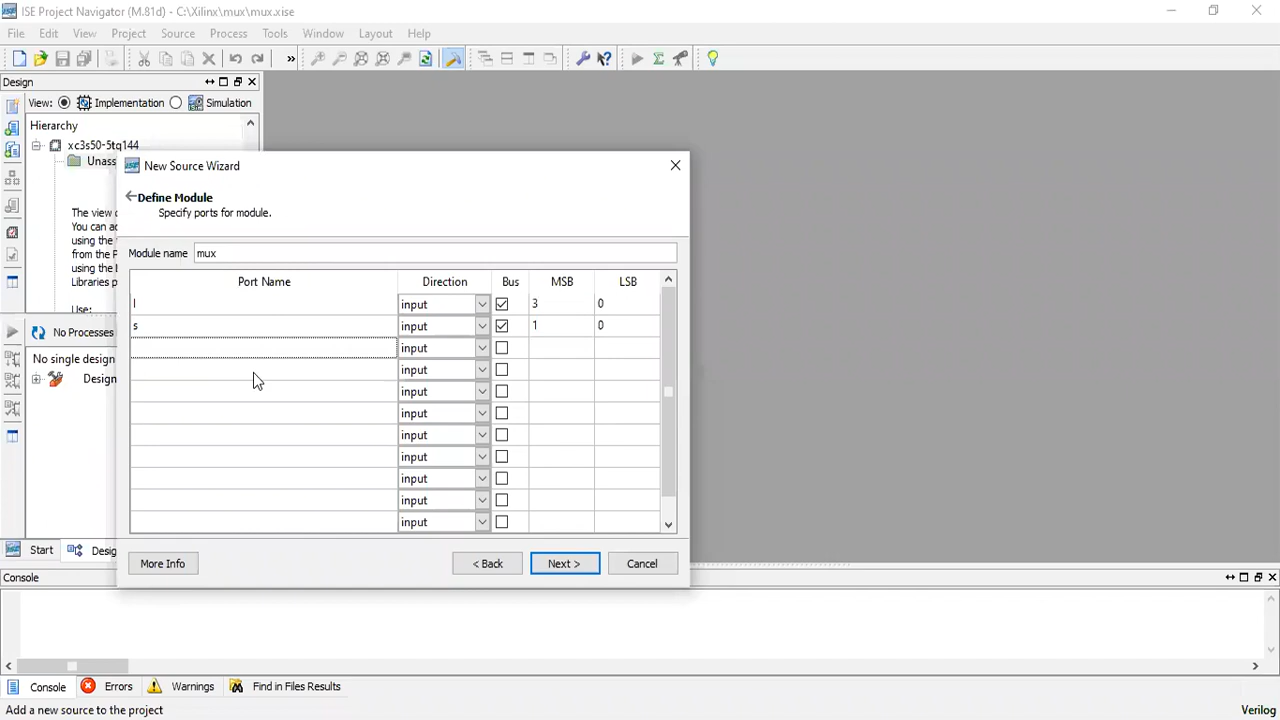 ISE Project Navigator (M.81d) - C:\Xilinx\mux\mux.xise
File Edit View Project Source Process Tools Window Layout Help
Design
View: Implementation Simulation
Hierarchy
xc3s50-5tq144
Unass
The view c
You can ad
using the
from the P
using the
Libraries p
Use:
No Processes
No single design
Design
Start Desig
New Source Wizard
Define Module
Specify ports for module.
Module name mux
Port Name Direction Bus MSB LSB
I input 3 0
s input 1 0
input
input
input
input
input
input
input
input
input
More Info < Back Next > Cancel
Console
Console Errors Warnings Find in Files Results
Add a new source to the project Verilog